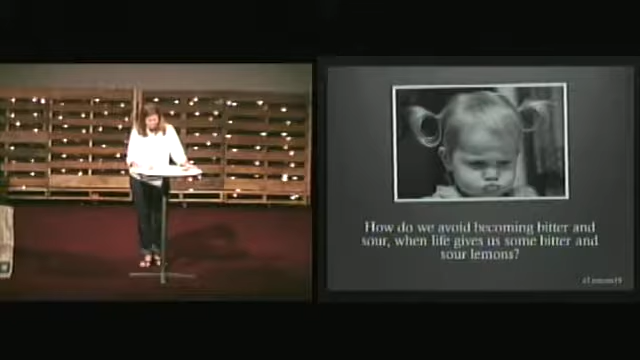 How do we avoid becoming bitter and
sour, when life gives us some bitter and
sour lemons?